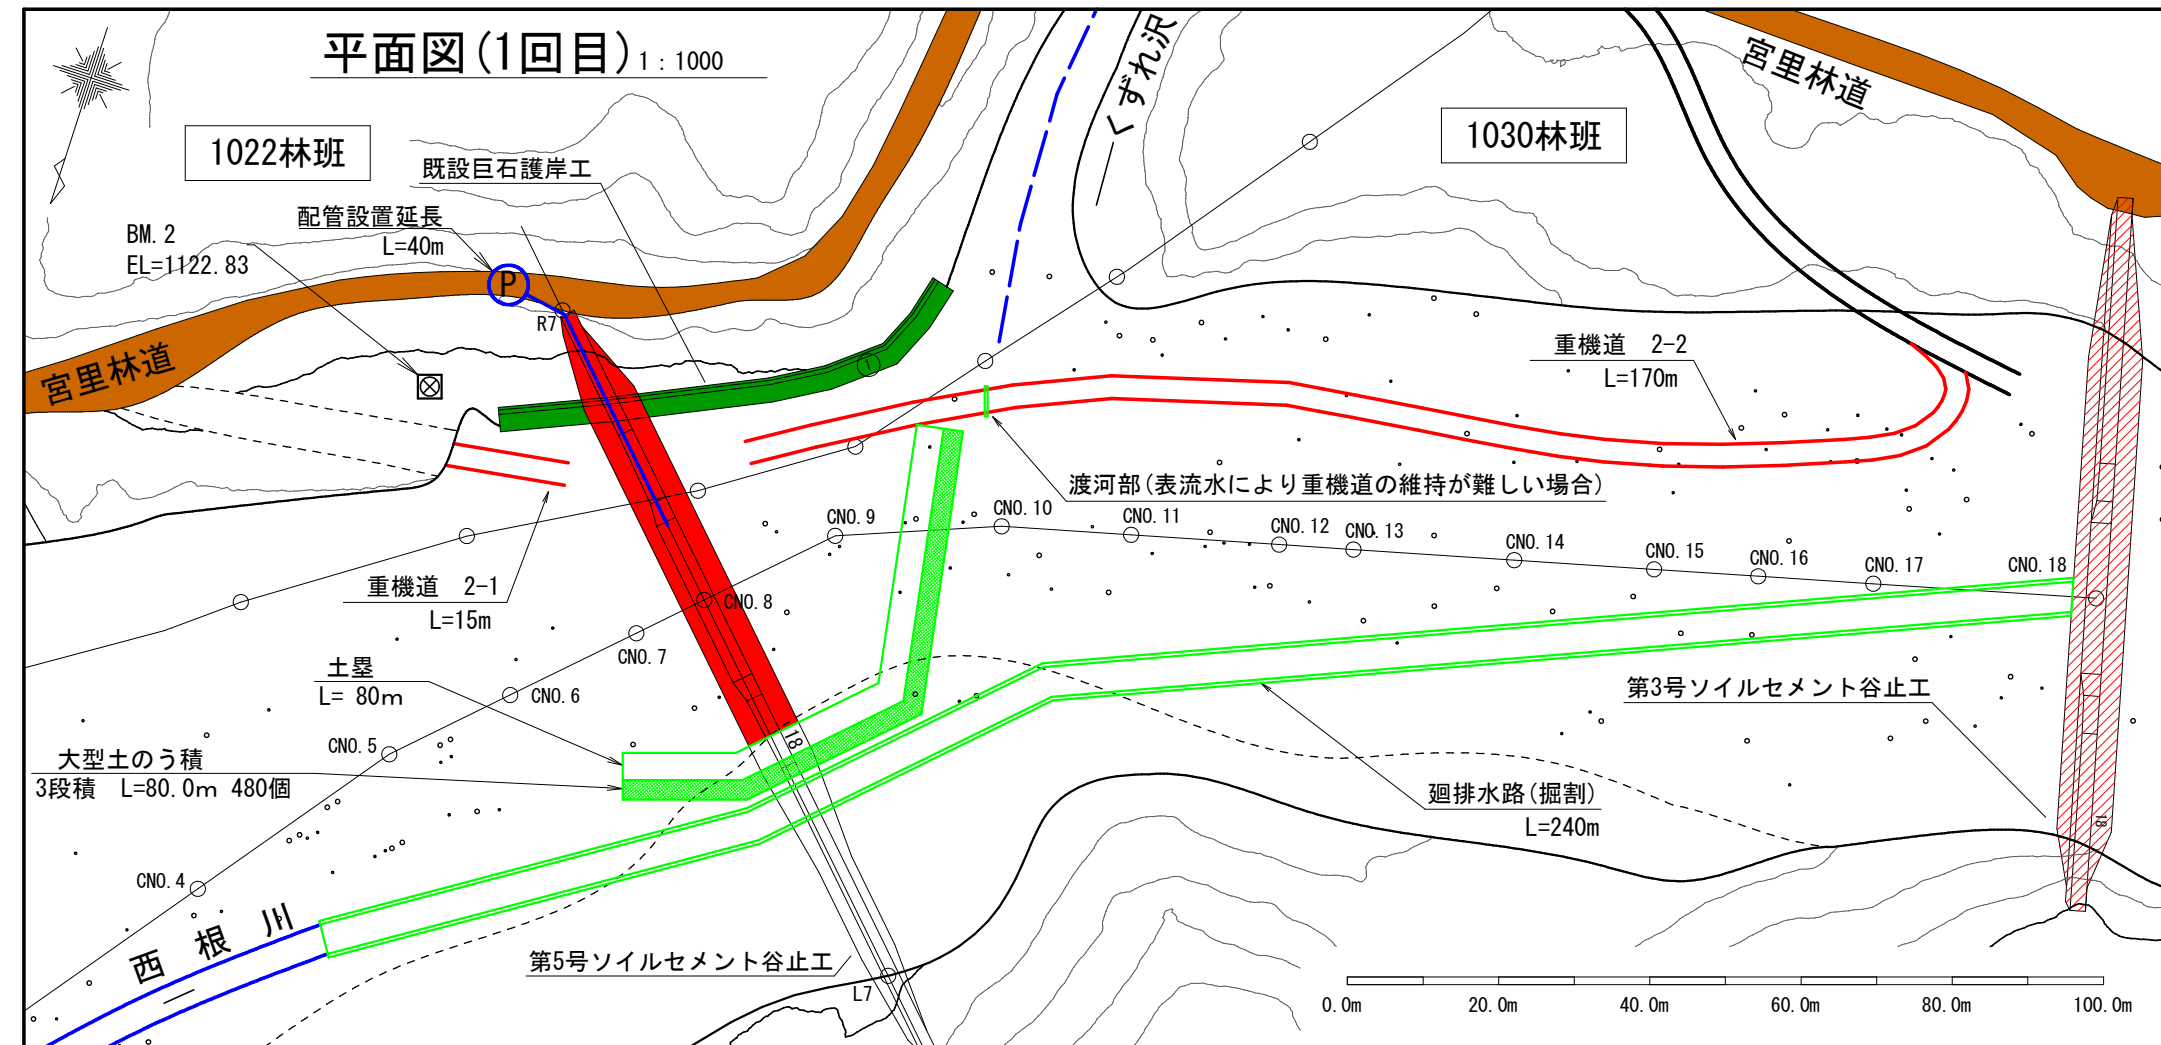 平面図(1回目) 1：1000
くずれ沢
宮里林道
1022林班
1030林班
既設巨石護岸工
配管設置延長
L=40m
BM.2
EL=1122.83
P
R7
宮里林道
重機道　2-2
L=170m
渡河部(表流水により重機道の維持が難しい場合)
CNO.9
CNO.10
CNO.11
CNO.12
CNO.13
CNO.14
CNO.15
CNO.16
CNO.17
CNO.18
重機道　2-1
L=15m
CNO.8
CNO.7
CNO.6
CNO.5
CNO.4
土塁
L= 80m
第3号ソイルセメント谷止工
18
大型土のう積
3段積　L=80.0m 480個
廻排水路(掘割)
L=240m
18
西根川
第5号ソイルセメント谷止工
L7
0.0m
20.0m
40.0m
60.0m
80.0m
100.0m